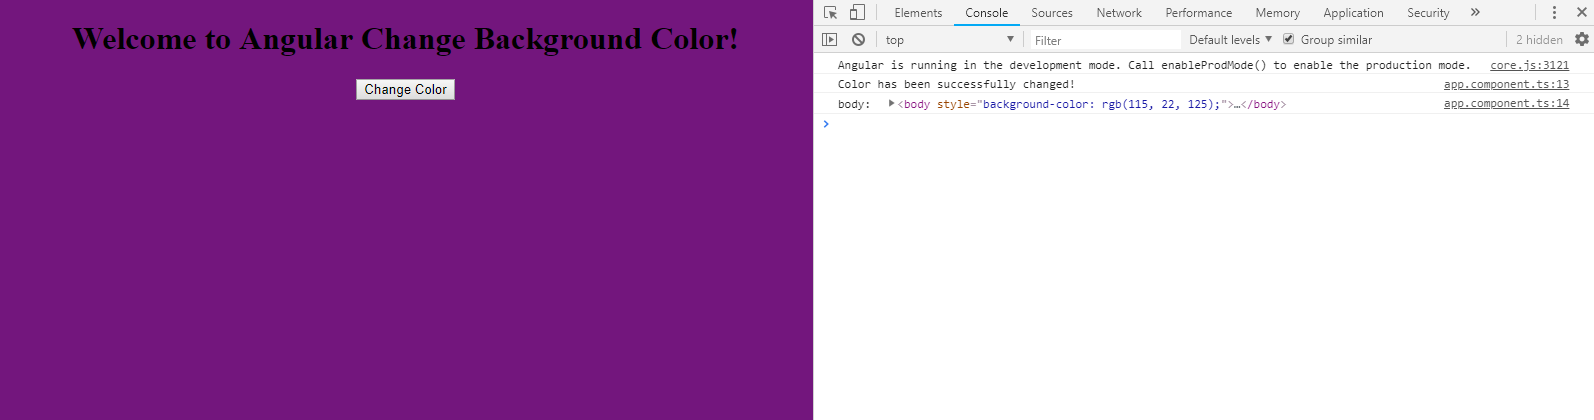 Welcome to Angular Change Background Color!
Change Color
Elements Console Sources Network Performance Memory Application Security »
top Filter Default levels Group similar 2 hidden
Angular is running in the development mode. Call enableProdMode() to enable the production mode. core.js:3121
Color has been successfully changed! app.component.ts:13
body: <body style="background-color: rgb(115, 22, 125);">…</body> app.component.ts:14